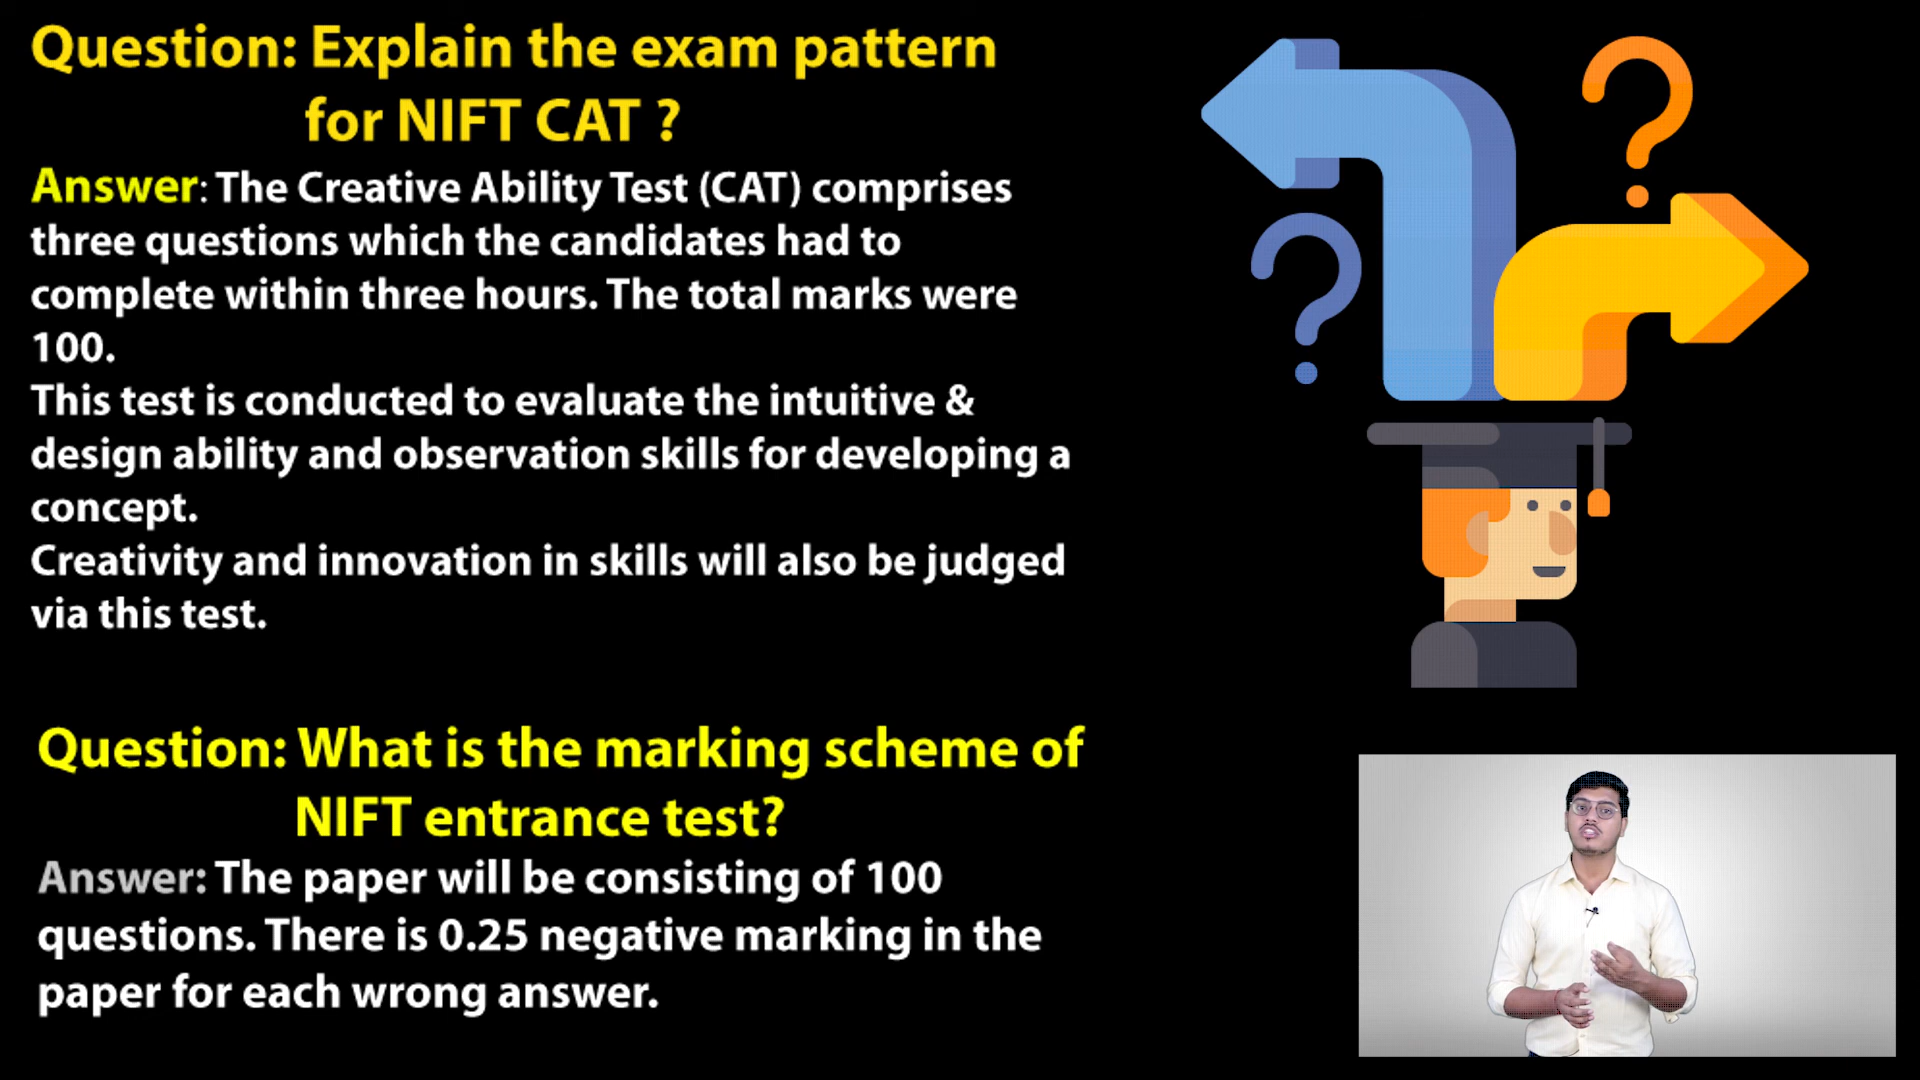 Question: Explain the exam pattern
for NIFT CAT ?
Answer: The Creative Ability Test (CAT) comprises
three questions which the candidates had to
complete within three hours. The total marks were
100.
This test is conducted to evaluate the intuitive &
design ability and observation skills for developing a
concept.
Creativity and innovation in skills will also be judged
via this test.
Question: What is the marking scheme of
NIFT entrance test?
Answer: The paper will be consisting of 100
questions. There is 0.25 negative marking in the
paper for each wrong answer.